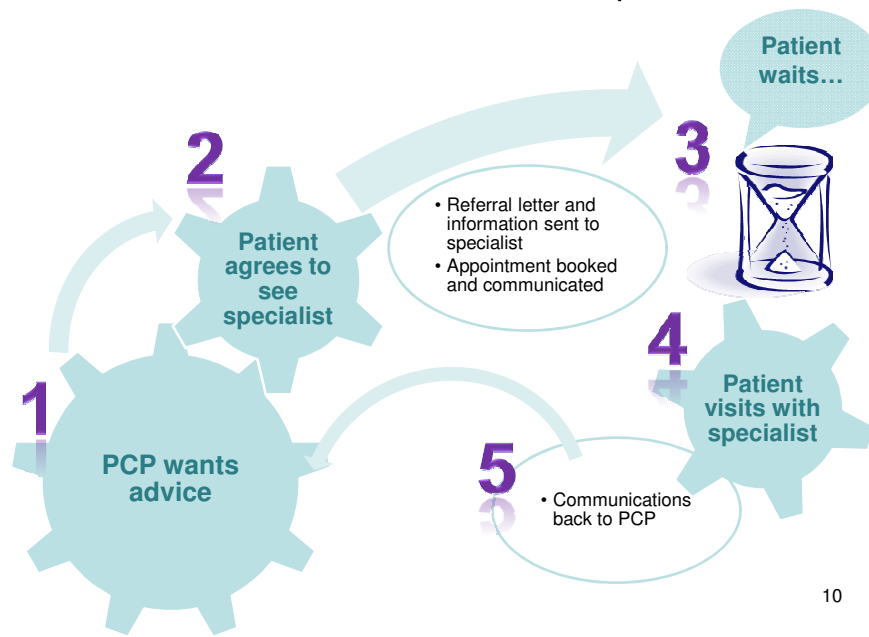 1
PCP wants
advice
2
Patient
agrees to
see
specialist
• Referral letter and
information sent to
specialist
• Appointment booked
and communicated
3
Patient
waits…
4
Patient
visits with
specialist
5
• Communications
back to PCP
10